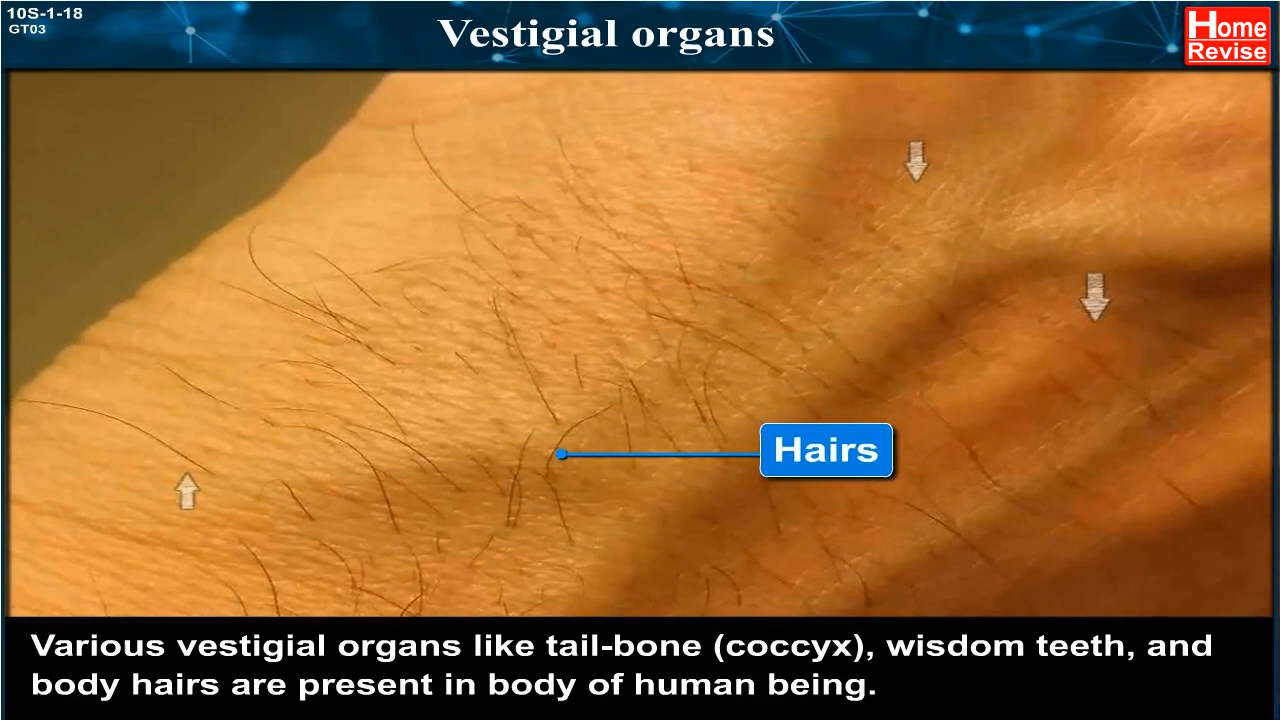 10S-1-18
GT03
Vestigial organs
Home
Revise
Hairs
Various vestigial organs like tail-bone (coccyx), wisdom teeth, and
body hairs are present in body of human being.